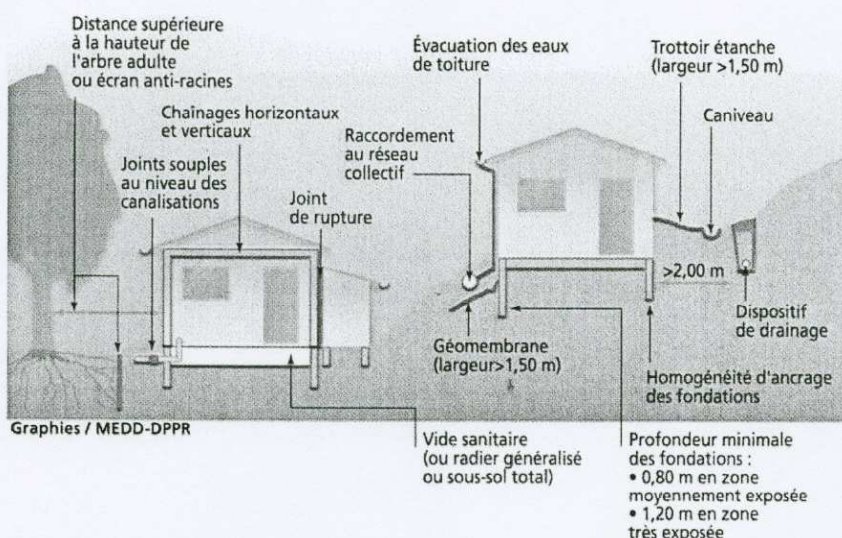 Distance supérieure
à la hauteur de
l'arbre adulte
ou écran anti-racines
Chaînages horizontaux
et verticaux
Joints souples
au niveau des
canalisations
Joint
de rupture
Évacuation des eaux
de toiture
Raccordement
au réseau
collectif
Trottoir étanche
(largeur >1,50 m)
Caniveau
>2,00 m
Géomembrane
(largeur>1,50 m)
Dispositif
de drainage
Homogénéité d'ancrage
des fondations
Graphies / MEDD-DPPR
Vide sanitaire
(ou radier généralisé
ou sous-sol total)
Profondeur minimale
des fondations :
• 0,80 m en zone
moyennement exposée
• 1,20 m en zone
très exposée